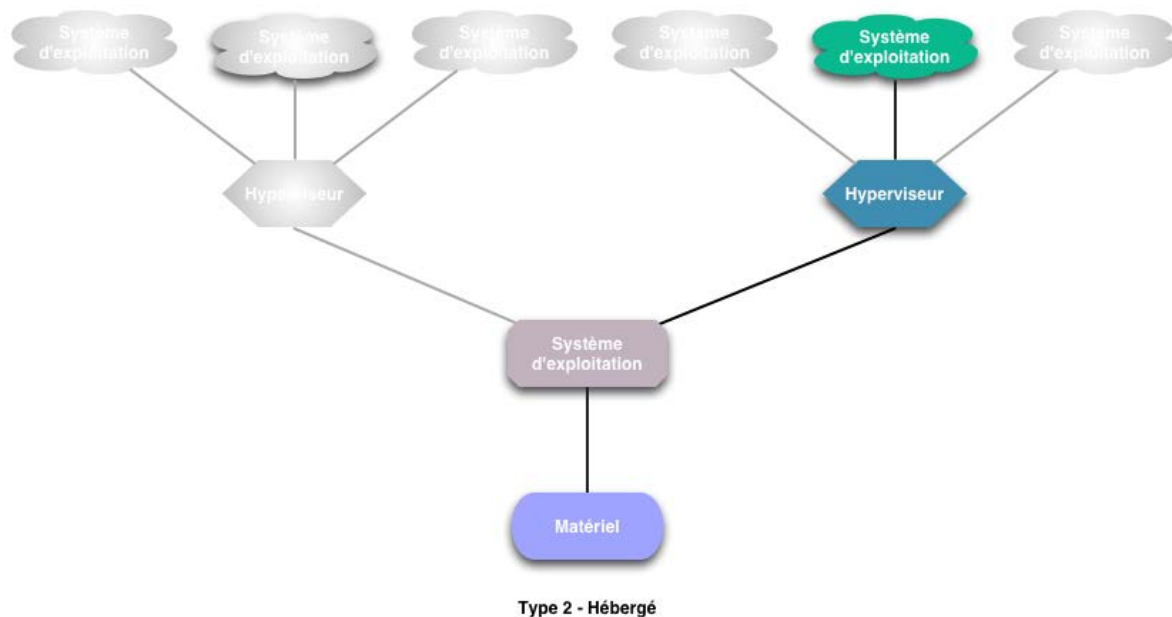 Système
d'exploitation
Système
d'exploitation
Système
d'exploitation
Système
d'exploitation
Système
d'exploitation
Système
d'exploitation
Hyperviseur
Hyperviseur
Système
d'exploitation
Matériel
Type 2 - Hébergé